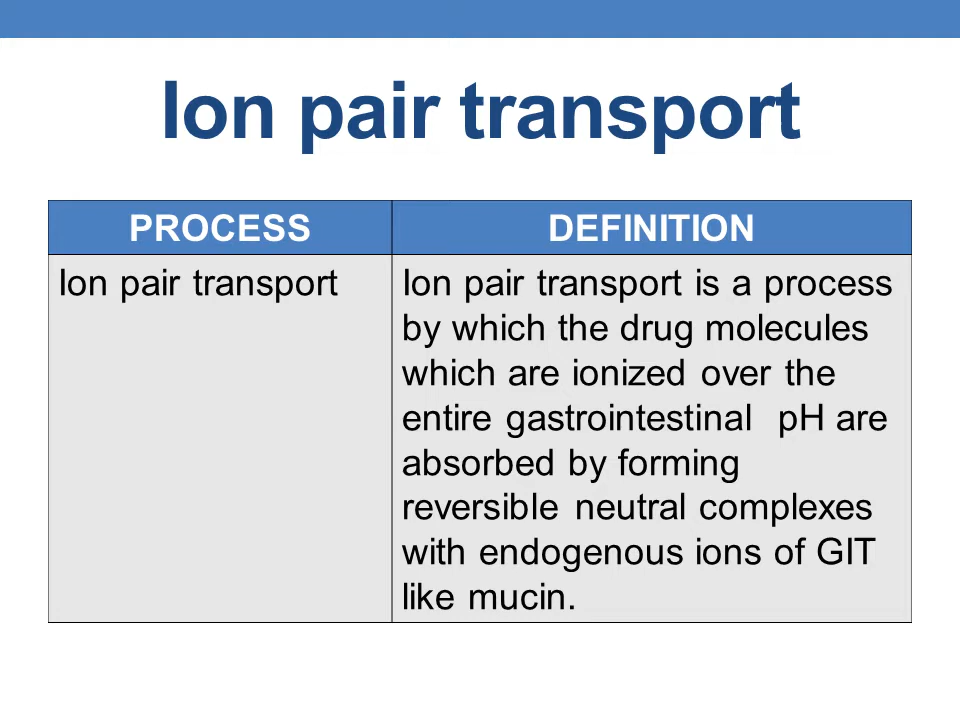 Ion pair transport
PROCESS
DEFINITION
Ion pair transport
Ion pair transport is a process
by which the drug molecules
which are ionized over the
entire gastrointestinal  pH are
absorbed by forming
reversible neutral complexes
with endogenous ions of GIT
like mucin.